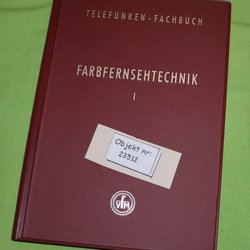 TELEFUNKEN-FACHBUCH
FARBFERNSEHTECHNIK
I
Objekt nr:
23512